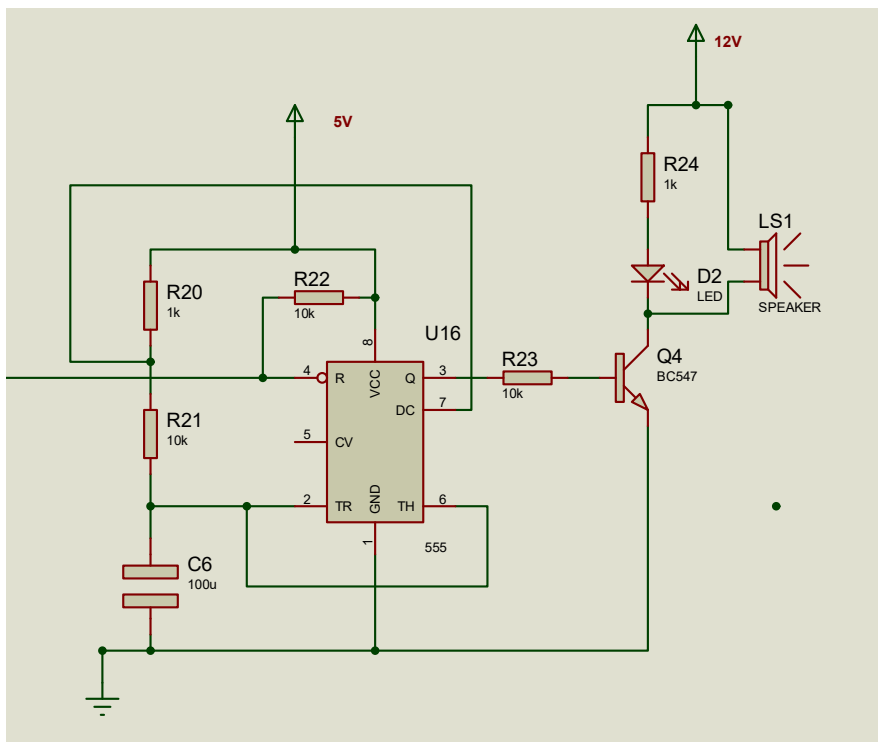 12V
5V
R24
1k
LS1
SPEAKER
D2
LED
R20
1k
R22
10k
U16
8
4
R
VCC
Q
3
R23
10k
Q4
BC547
DC
7
R21
10k
5
CV
2
TR
GND
TH
6
1
555
C6
100u